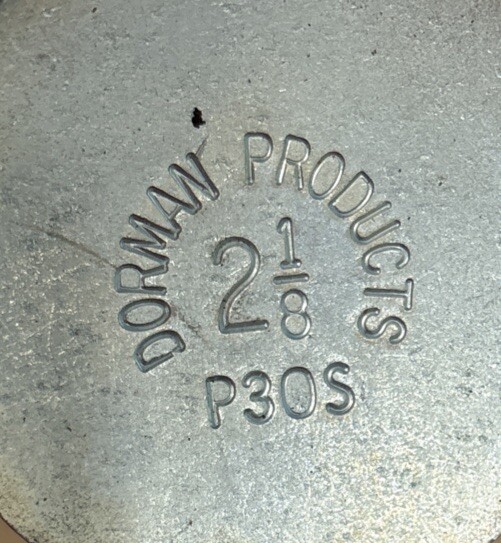 DORMAN PRODUCTS
2 1/8
P30S